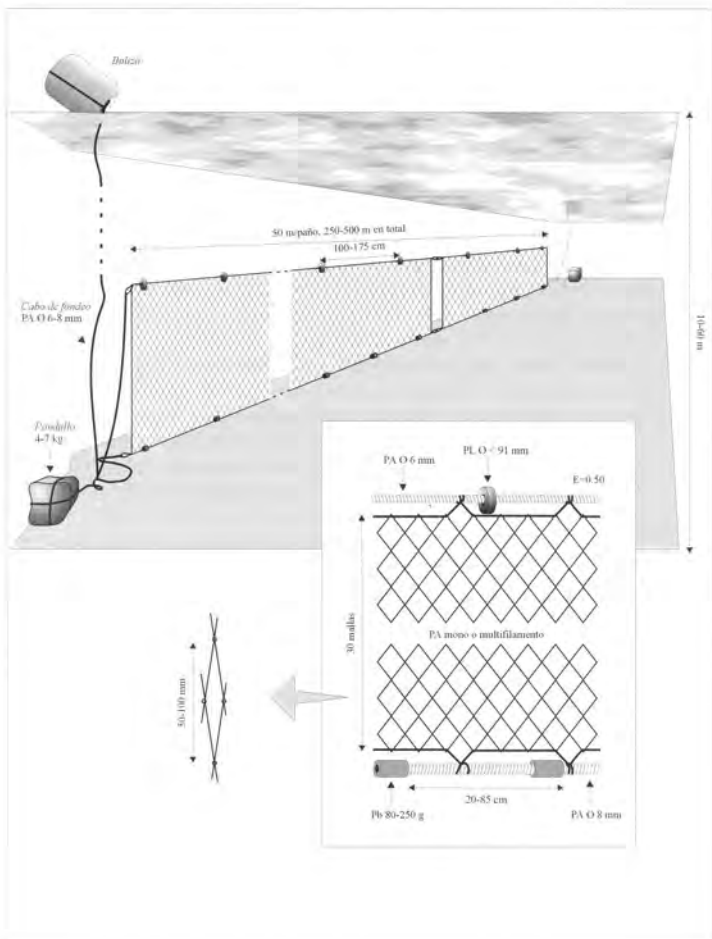 Balizo
50 m/paño, 250-500 m en total
100-175 cm
Cabo de fondeo
PA O 6-8 mm
10-60 m
Pandullo
4-7 kg
PA O 6 mm
PL O < 91 mm
E=0.50
30 mallas
PA mono o multifilamento
50-100 mm
20-85 cm
Pb 80-250 g
PA O 8 mm